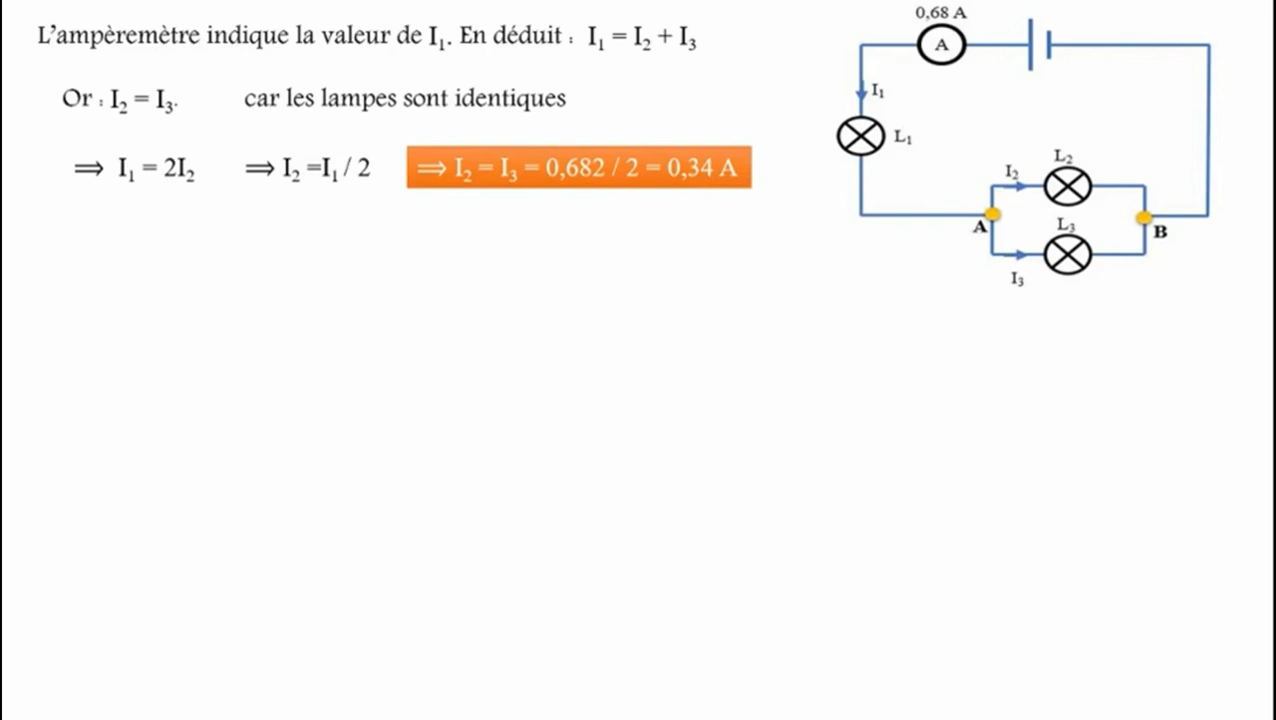 L'ampèremètre indique la valeur de I₁. En déduit : I₁ = I₂ + I₃
Or : I₂ = I₃. car les lampes sont identiques
⟹ I₁ = 2I₂ ⟹ I₂ =I₁ / 2 ⟹ I₂ = I₃ = 0,682 / 2 = 0,34 A
0,68 A
A
I₁
L₁
L₂
I₂
A
L₃
B
I₃